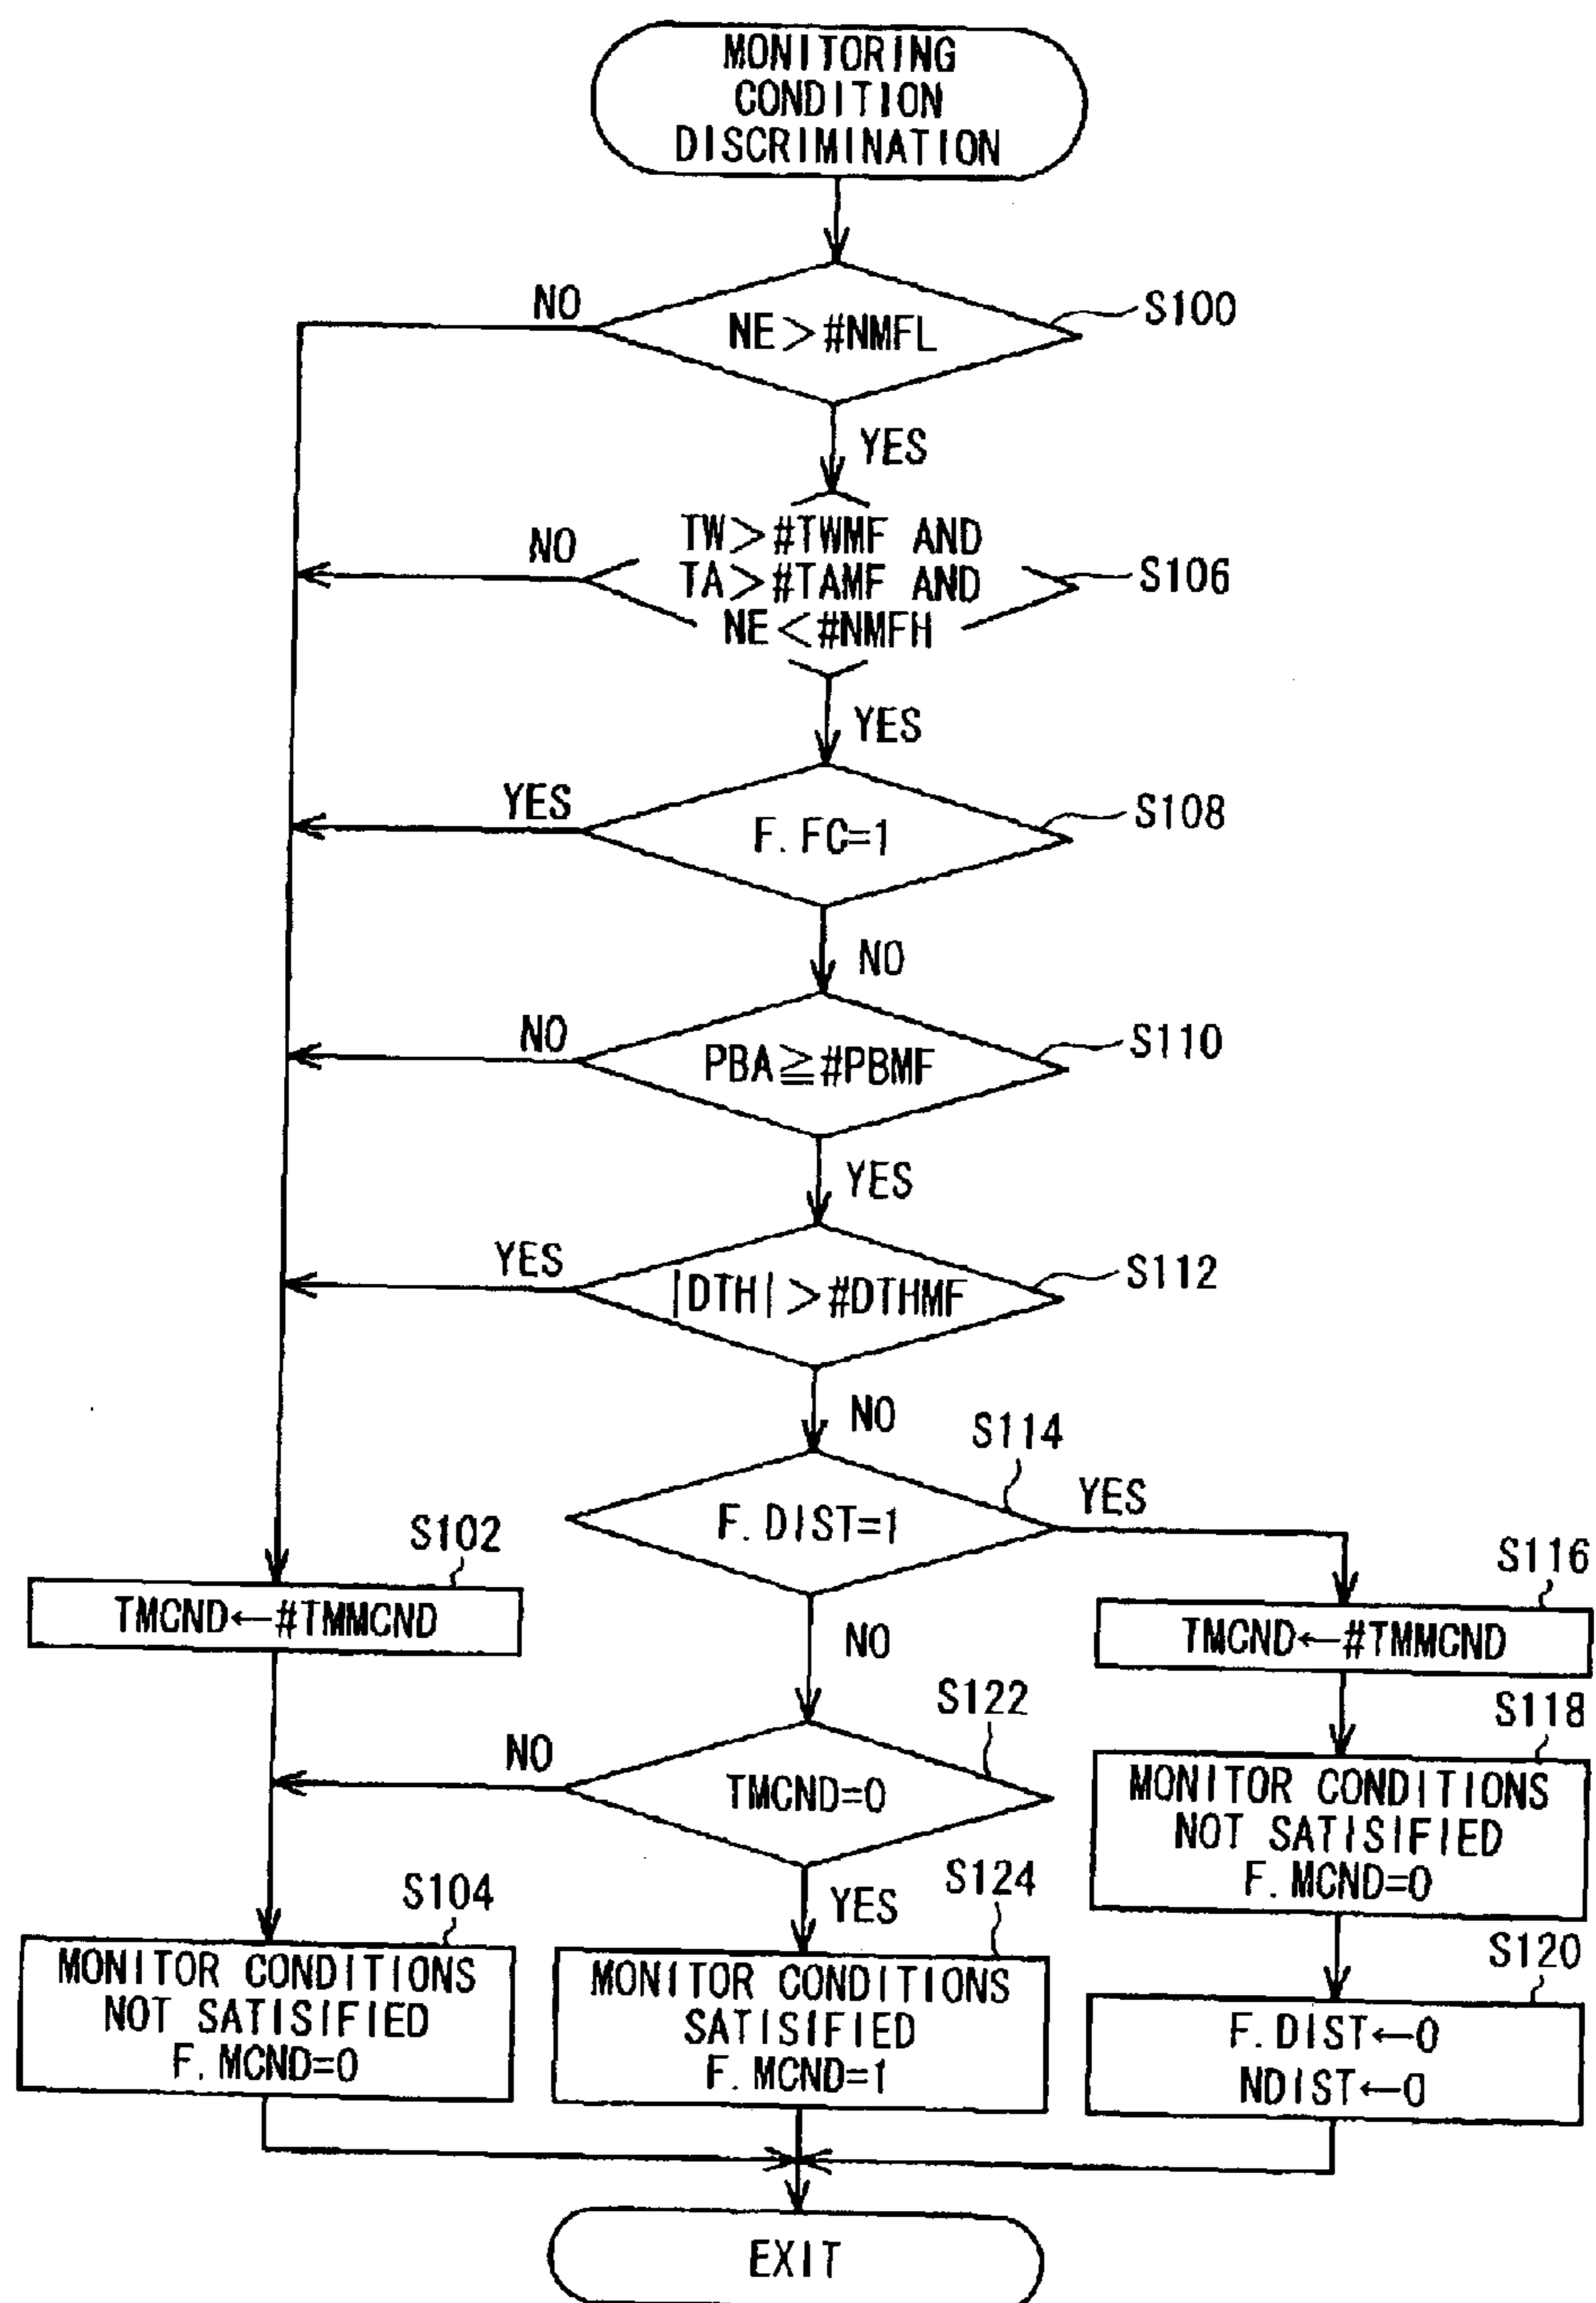 MONITORING
CONDITION
DISCRIMINATION
NO
NE>#NMFL
S100
YES
NO
TW>#TWMF AND
TA>#TAMF AND
NE<#NMFH
S106
YES
YES
F.FC=1
S108
NO
NO
PBA≧#PBMF
S110
YES
YES
|DTH|>#DTHMF
S112
NO
S114
F.DIST=1
YES
S102
TMCND←#TMMCND
NO
S116
TMCND←#TMMCND
S122
NO
TMCND=0
S118
MONITOR CONDITIONS
NOT SATISIFIED
F.MCND=0
S104
MONITOR CONDITIONS
NOT SATISIFIED
F.MCND=0
YES
S124
MONITOR CONDITIONS
SATISIFIED
F.MCND=1
S120
F.DIST←0
NDIST←0
EXIT